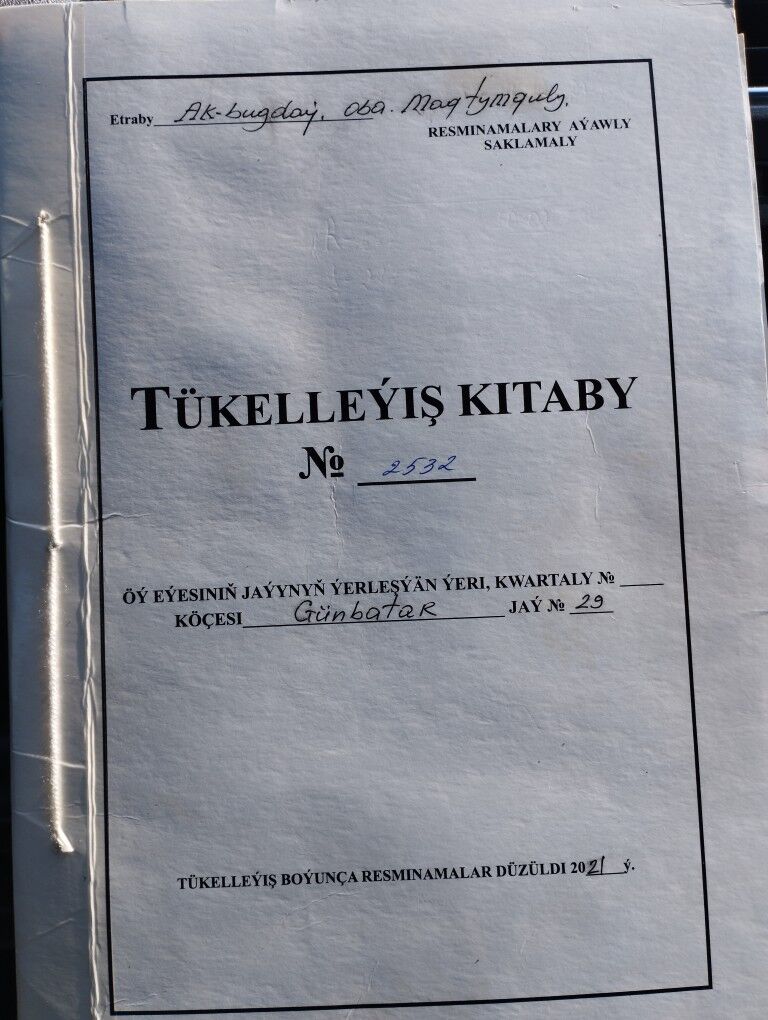 Etraby Ak-bugdaý, oba. Magtymguly,
RESMINAMALARY AÝAWLY
SAKLAMALY
TÜKELLEÝIŞ KITABY
№ 2532
ÖÝ EÝESINIŇ JAÝYNYŇ ÝERLEŞÝÄN ÝERI, KWARTALY № ____
KÖÇESI Günbatar JAÝ № 29
TÜKELLEÝIŞ BOÝUNÇA RESMINAMALAR DÜZÜLDI 2021 ý.